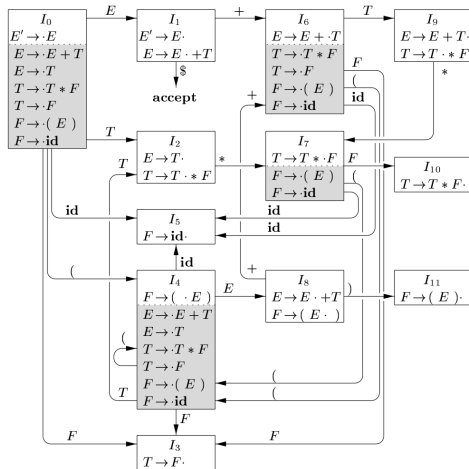 I₀
E′ → ·E
E → ·E + T
E → ·T
T → ·T * F
T → ·F
F → ·( E )
F → ·id
E
I₁
E′ → E·
E → E · +T
$
accept
+
I₆
E → E + ·T
T → ·T * F
T → ·F
F → ·( E )
F → ·id
T
I₉
E → E + T·
T → T · * F
*
F
(
id
+
T
I₂
E → T·
T → T · * F
T
*
I₇
T → T * ·F
F → ·( E )
F → ·id
F
(
I₁₀
T → T * F·
id
I₅
F → id·
id
id
id
(
I₄
F → ( · E )
E → ·E + T
E → ·T
T → ·T * F
T → ·F
F → ·( E )
F → ·id
(
T
E
+
I₈
E → E · +T
F → ( E · )
)
I₁₁
F → ( E )·
(
(
F
F
I₃
T → F·
F